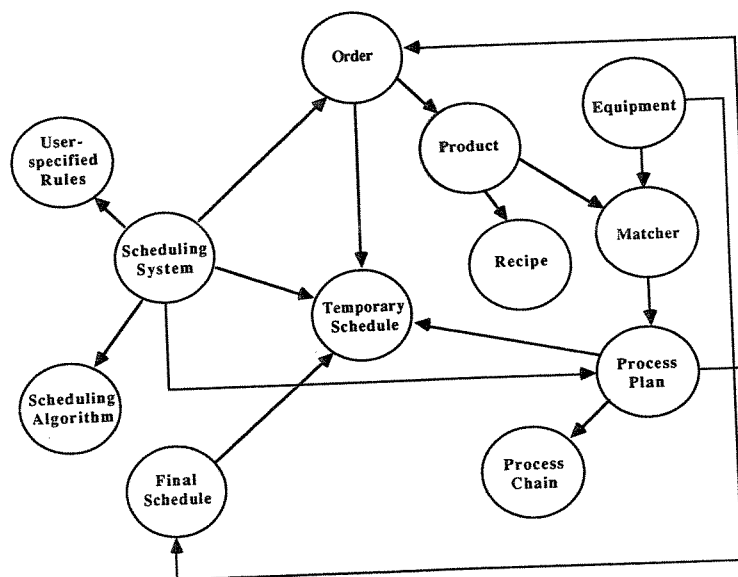 Order
Equipment
User-
specified
Rules
Product
Scheduling
System
Matcher
Recipe
Temporary
Schedule
Process
Plan
Scheduling
Algorithm
Process
Chain
Final
Schedule